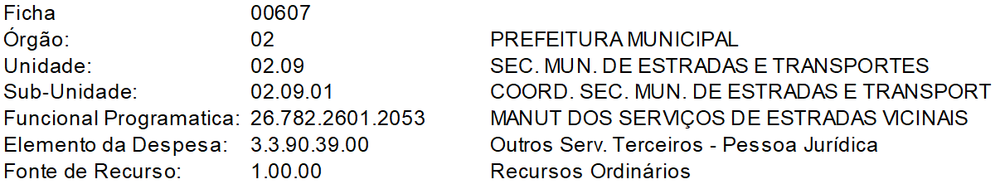 Ficha 00607
Órgão: 02 PREFEITURA MUNICIPAL
Unidade: 02.09 SEC. MUN. DE ESTRADAS E TRANSPORTES
Sub-Unidade: 02.09.01 COORD. SEC. MUN. DE ESTRADAS E TRANSPORT
Funcional Programatica: 26.782.2601.2053 MANUT DOS SERVIÇOS DE ESTRADAS VICINAIS
Elemento da Despesa: 3.3.90.39.00 Outros Serv. Terceiros - Pessoa Jurídica
Fonte de Recurso: 1.00.00 Recursos Ordinários